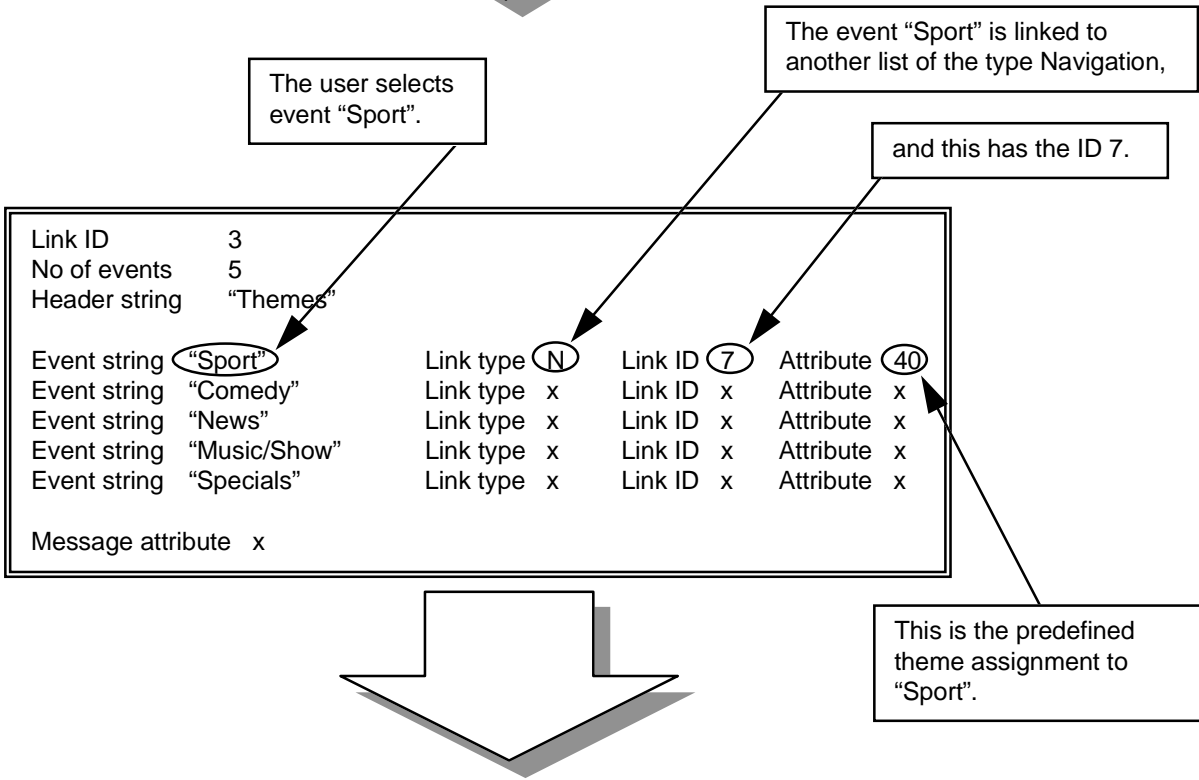 The event “Sport” is linked to
another list of the type Navigation,
The user selects
event “Sport”.
and this has the ID 7.
Link ID 3
No of events 5
Header string “Themes”
Event string “Sport” Link type N Link ID 7 Attribute 40
Event string “Comedy” Link type x Link ID x Attribute x
Event string “News” Link type x Link ID x Attribute x
Event string “Music/Show” Link type x Link ID x Attribute x
Event string “Specials” Link type x Link ID x Attribute x
Message attribute x
This is the predefined
theme assignment to
“Sport”.